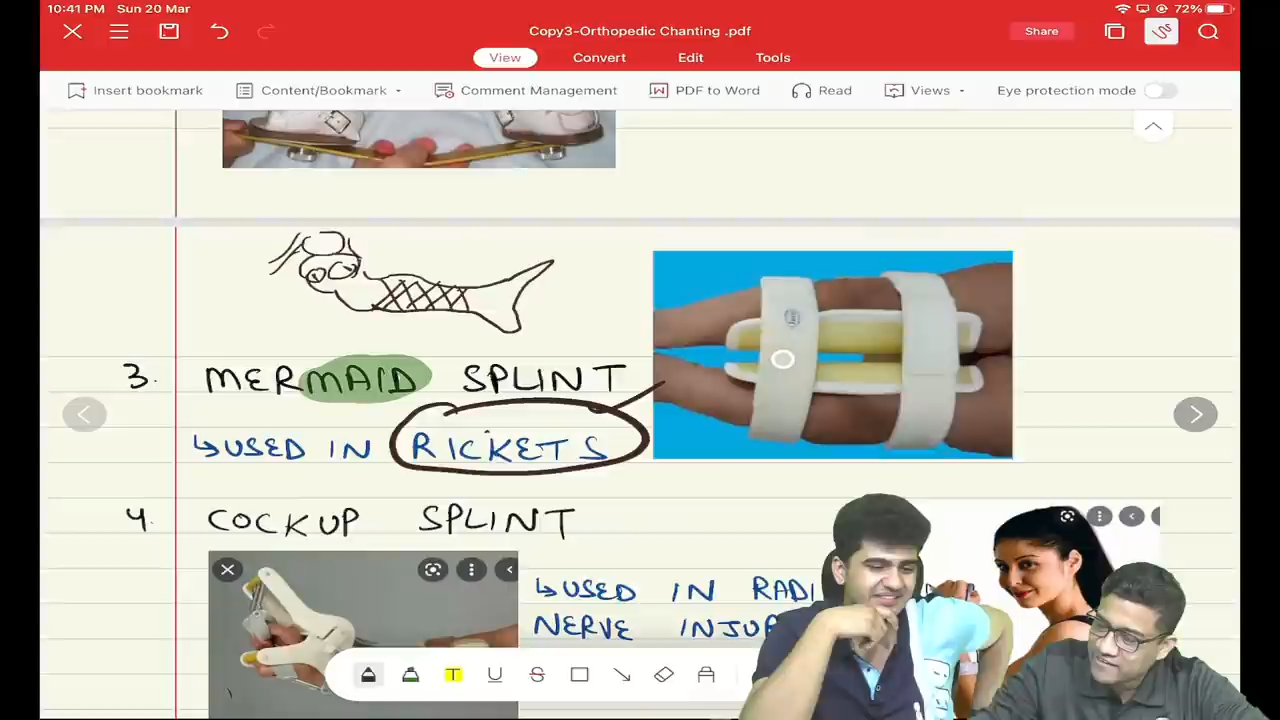 10:41 PM Sun 20 Mar
72%
Copy3-Orthopedic Chanting .pdf
Share
View Convert Edit Tools
Insert bookmark Content/Bookmark Comment Management PDF to Word Read Views Eye protection mode
3. MERMAID SPLINT
↳USED IN RICKETS
4. COCKUP SPLINT
↳USED IN RADI
NERVE INJU
T U S